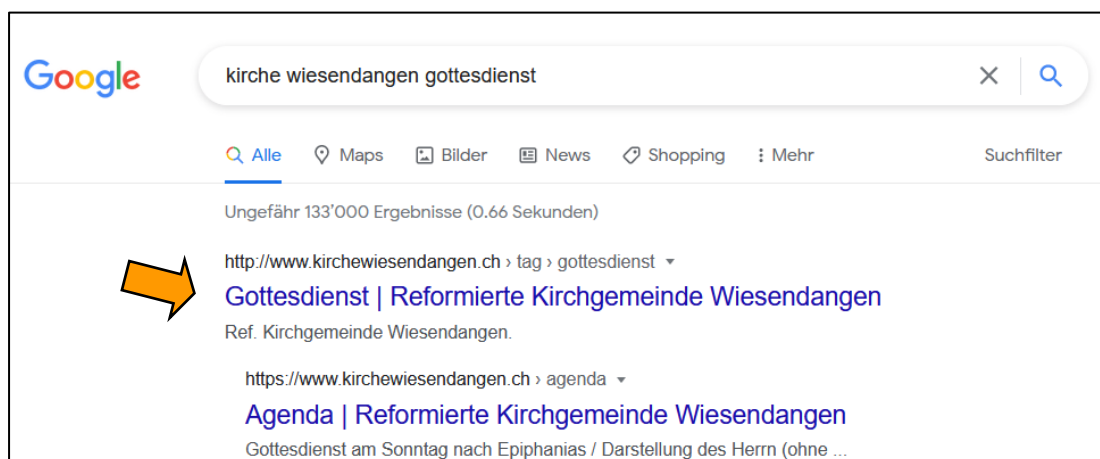 Google kirche wiesendangen gottesdienst
Alle Maps Bilder News Shopping Mehr Suchfilter
Ungefähr 133'000 Ergebnisse (0.66 Sekunden)
http://www.kirchewiesendangen.ch › tag › gottesdienst
Gottesdienst | Reformierte Kirchgemeinde Wiesendangen
Ref. Kirchgemeinde Wiesendangen.
https://www.kirchewiesendangen.ch › agenda
Agenda | Reformierte Kirchgemeinde Wiesendangen
Gottesdienst am Sonntag nach Epiphanias / Darstellung des Herrn (ohne ...